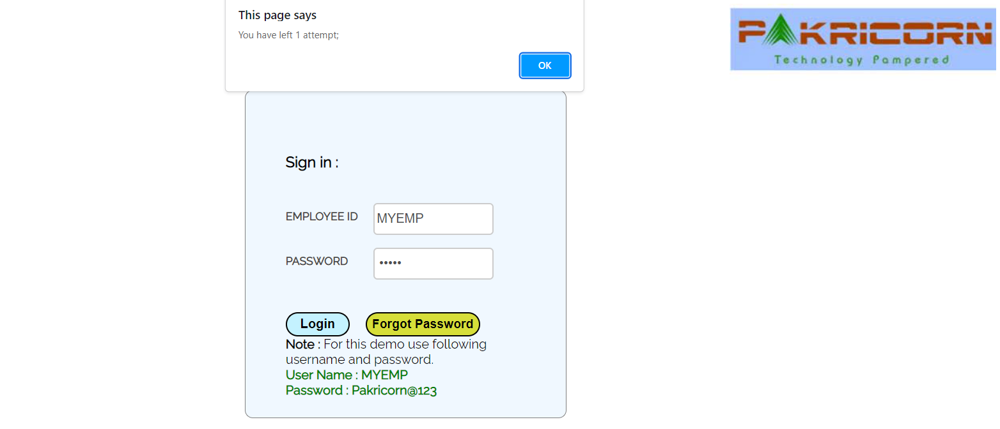 This page says
You have left 1 attempt;
OK
PAKRICORN
Technology Pampered
Sign in :
EMPLOYEE ID MYEMP
PASSWORD •••••
Login Forgot Password
Note : For this demo use following
username and password.
User Name : MYEMP
Password : Pakricorn@123